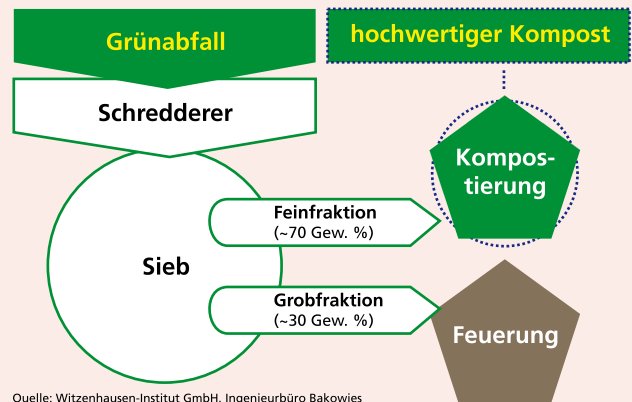 Grünabfall
hochwertiger Kompost
Schredderer
Kompos-
tierung
Feinfraktion
(~70 Gew. %)
Sieb
Grobfraktion
(~30 Gew. %)
Feuerung
Quelle: Witzenhausen-Institut GmbH, Ingenieurbüro Bakowies